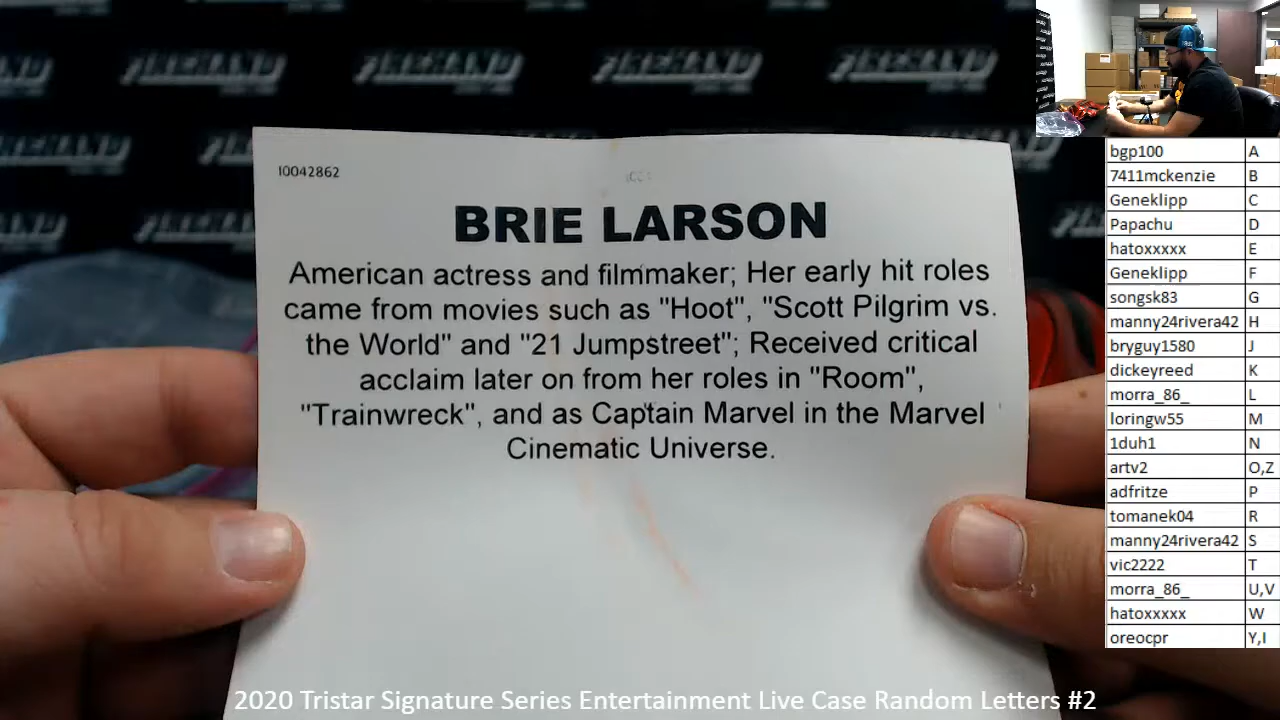 10042862
BRIE LARSON
American actress and filmmaker; Her early hit roles
came from movies such as "Hoot", "Scott Pilgrim vs.
the World" and "21 Jumpstreet"; Received critical
acclaim later on from her roles in "Room",
"Trainwreck", and as Captain Marvel in the Marvel
Cinematic Universe.
bgp100 A
7411mckenzie B
Geneklipp C
Papachu D
hatoxxxxx E
Geneklipp F
songsk83 G
manny24rivera42 H
bryguy1580 J
dickeyreed K
morra_86_ L
loringw55 M
1duh1 N
artv2 O,Z
adfritze P
tomanek04 R
manny24rivera42 S
vic2222 T
morra_86_ U,V
hatoxxxxx W
oreocpr Y,I
2020 Tristar Signature Series Entertainment Live Case Random Letters #2